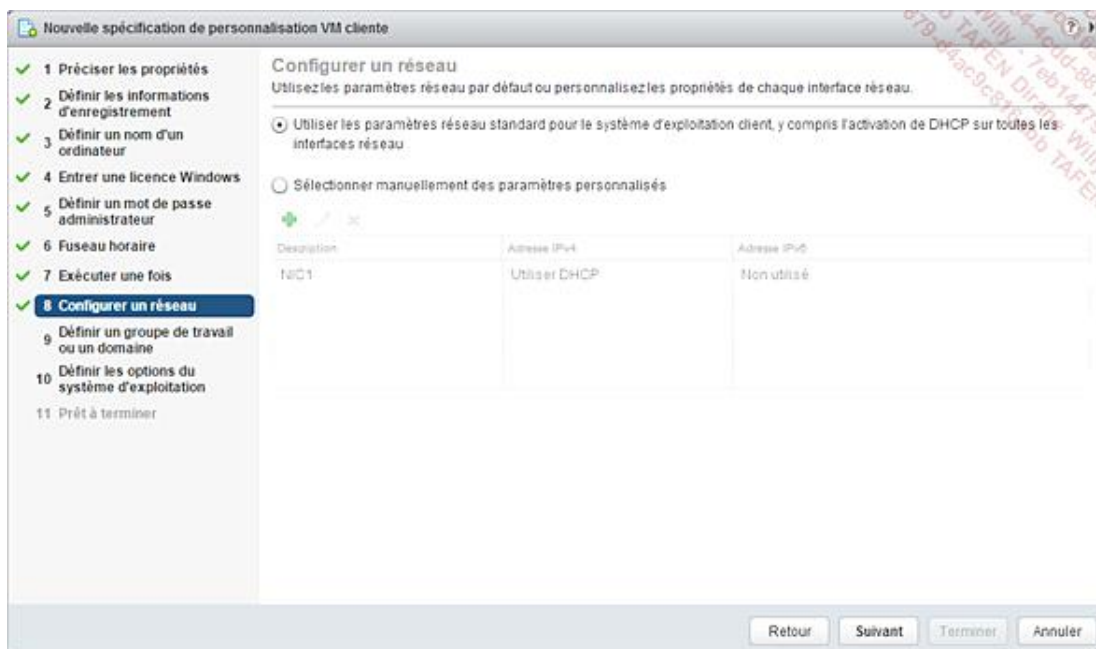 Nouvelle spécification de personnalisation VM cliente
?
1 Préciser les propriétés
2 Définir les informations
d'enregistrement
3 Définir un nom d'un
ordinateur
4 Entrer une licence Windows
5 Définir un mot de passe
administrateur
6 Fuseau horaire
7 Exécuter une fois
8 Configurer un réseau
9 Définir un groupe de travail
ou un domaine
10 Définir les options du
système d'exploitation
11 Prêt à terminer
Configurer un réseau
Utilisez les paramètres réseau par défaut ou personnalisez les propriétés de chaque interface réseau.
Utiliser les paramètres réseau standard pour le système d'exploitation client, y compris l'activation de DHCP sur toutes les
interfaces réseau
Sélectionner manuellement des paramètres personnalisés
Description Adresse IPv4 Adresse IPv6
NIC1 Utiliser DHCP Non utilisé
Retour Suivant Terminer Annuler